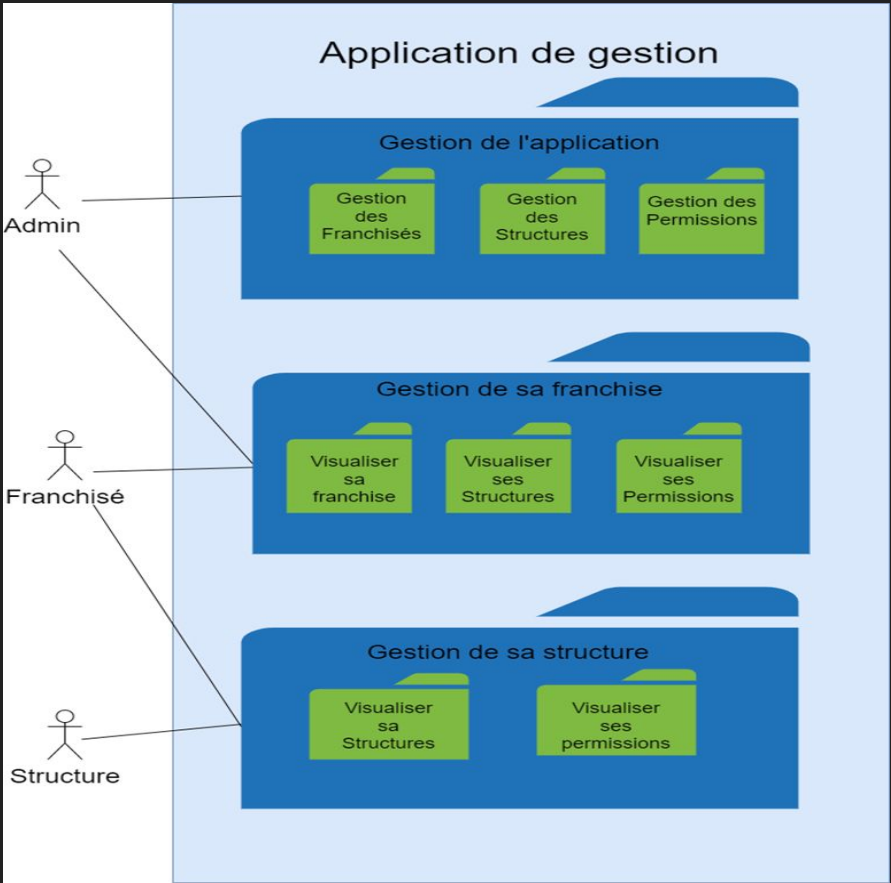 Application de gestion
Gestion de l'application
Gestion
des
Franchisés
Gestion
des
Structures
Gestion des
Permissions
Admin
Gestion de sa franchise
Visualiser
sa
franchise
Visualiser
ses
Structures
Visualiser
ses
Permissions
Franchisé
Gestion de sa structure
Visualiser
sa
Structures
Visualiser
ses
permissions
Structure